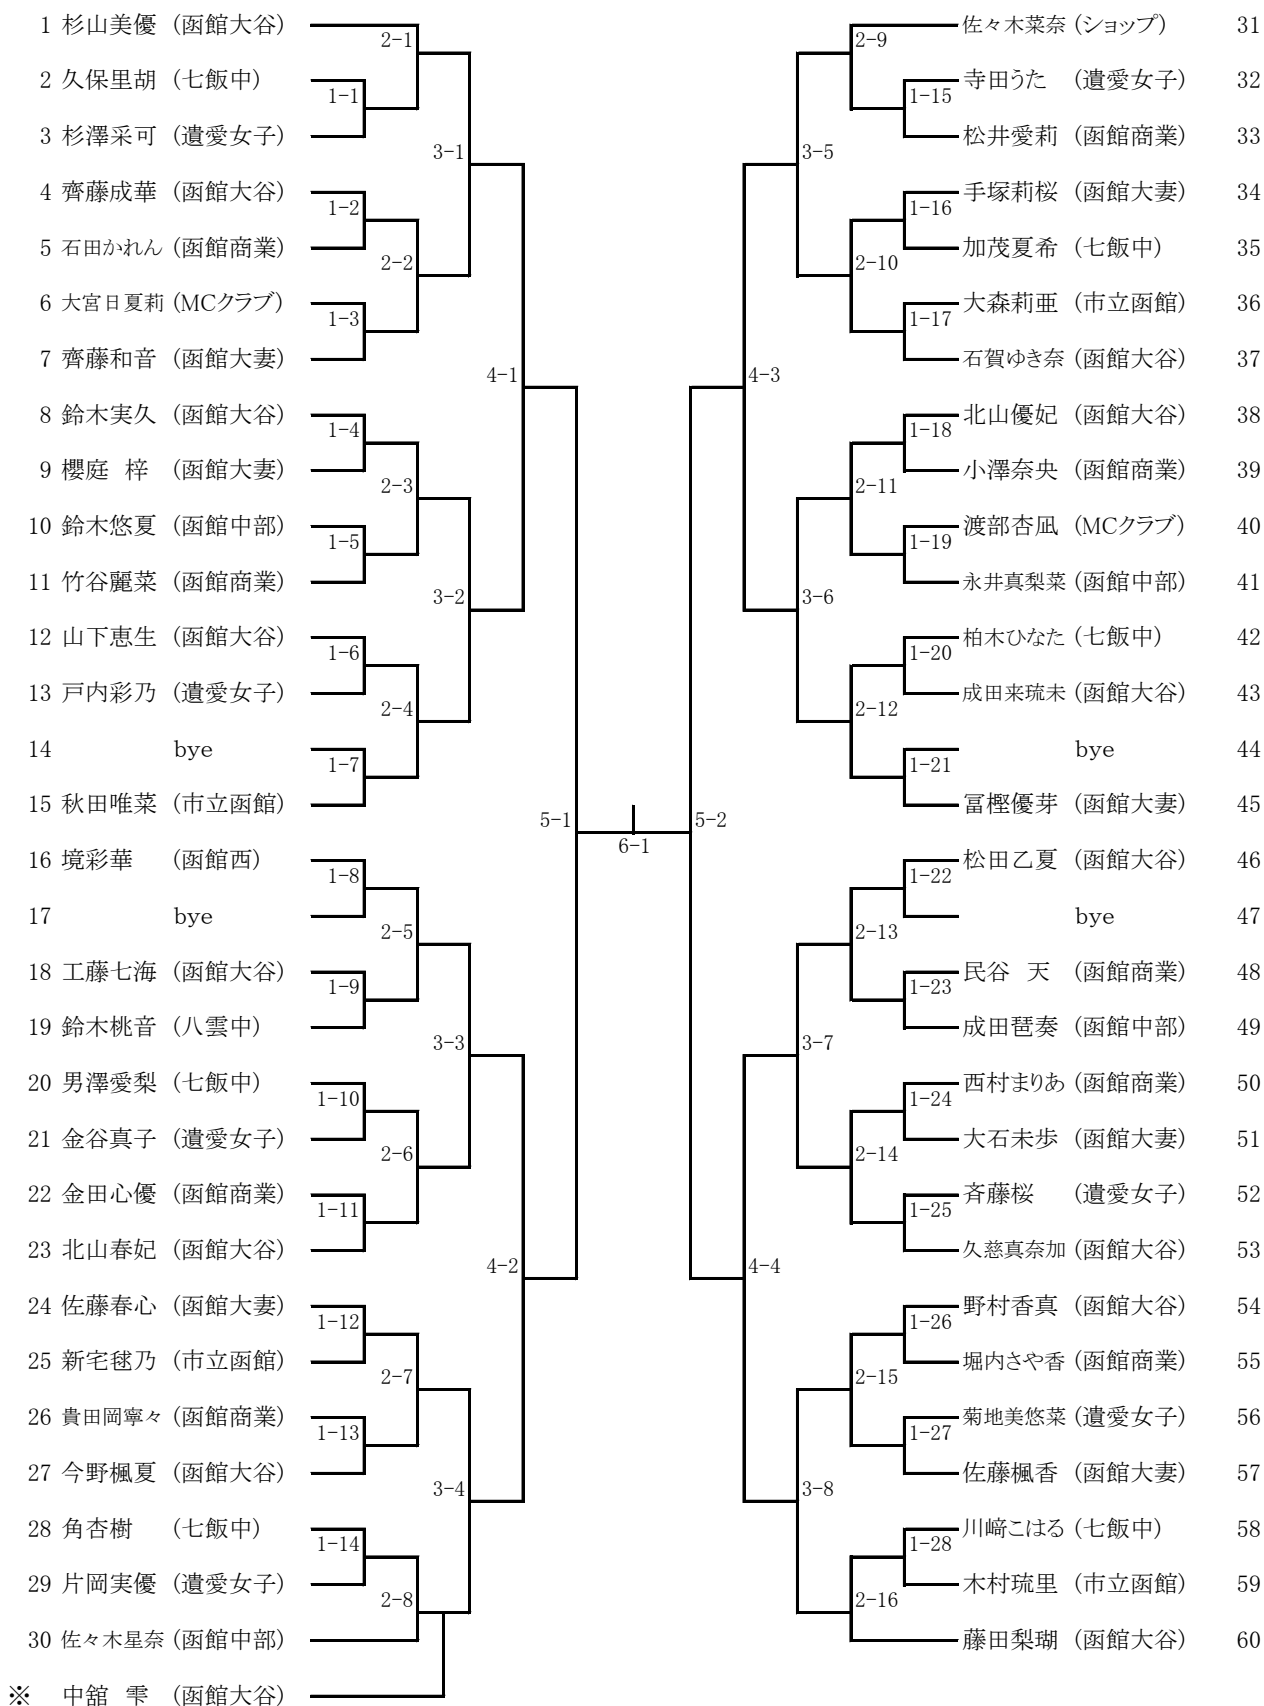 1 杉山美優 (函館大谷)
2-1
2 久保里胡 (七飯中)
1-1
3 杉澤采可 (遺愛女子)
3-1
4 齊藤成華 (函館大谷)
1-2
5 石田かれん (函館商業)
2-2
6 大宮日夏莉 (MCクラブ)
1-3
7 齊藤和音 (函館大妻)
4-1
8 鈴木実久 (函館大谷)
1-4
9 櫻庭 梓 (函館大妻)
2-3
10 鈴木悠夏 (函館中部)
1-5
11 竹谷麗菜 (函館商業)
3-2
12 山下恵生 (函館大谷)
1-6
13 戸内彩乃 (遺愛女子)
2-4
14 bye
1-7
15 秋田唯菜 (市立函館)
5-1
16 境彩華 (函館西)
1-8
17 bye
2-5
18 工藤七海 (函館大谷)
1-9
19 鈴木桃音 (八雲中)
3-3
20 男澤愛梨 (七飯中)
1-10
21 金谷真子 (遺愛女子)
2-6
22 金田心優 (函館商業)
1-11
23 北山春妃 (函館大谷)
4-2
24 佐藤春心 (函館大妻)
1-12
25 新宅毬乃 (市立函館)
2-7
26 貴田岡寧々 (函館商業)
1-13
27 今野楓夏 (函館大谷)
3-4
28 角杏樹 (七飯中)
1-14
29 片岡実優 (遺愛女子)
2-8
30 佐々木星奈 (函館中部)
※ 中舘 雫 (函館大谷)
6-1
佐々木菜奈 (ショップ) 31
2-9
寺田うた (遺愛女子) 32
1-15
松井愛莉 (函館商業) 33
3-5
手塚莉桜 (函館大妻) 34
1-16
加茂夏希 (七飯中) 35
2-10
大森莉亜 (市立函館) 36
1-17
石賀ゆき奈 (函館大谷) 37
4-3
北山優妃 (函館大谷) 38
1-18
小澤奈央 (函館商業) 39
2-11
渡部杏凪 (MCクラブ) 40
1-19
永井真梨菜 (函館中部) 41
3-6
柏木ひなた (七飯中) 42
1-20
成田来琉未 (函館大谷) 43
2-12
bye 44
1-21
冨樫優芽 (函館大妻) 45
5-2
松田乙夏 (函館大谷) 46
1-22
bye 47
2-13
民谷 天 (函館商業) 48
1-23
成田琶奏 (函館中部) 49
3-7
西村まりあ (函館商業) 50
1-24
大石未歩 (函館大妻) 51
2-14
斉藤桜 (遺愛女子) 52
1-25
久慈真奈加 (函館大谷) 53
4-4
野村香真 (函館大谷) 54
1-26
堀内さや香 (函館商業) 55
2-15
菊地美悠菜 (遺愛女子) 56
1-27
佐藤楓香 (函館大妻) 57
3-8
川﨑こはる (七飯中) 58
1-28
木村琉里 (市立函館) 59
2-16
藤田梨瑚 (函館大谷) 60